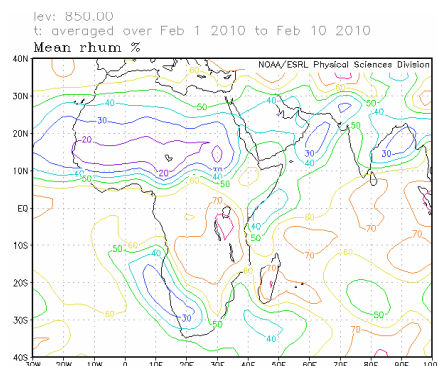 lev: 850.00
t: averaged over Feb 1 2010 to Feb 10 2010
Mean rhum %
NOAA/ESRL Physical Sciences Division
40N
30N
20N
10N
EQ
10S
20S
30S
40S
30W 20W 10W 0 10E 20E 30E 40E 50E 60E 70E 80E 90E